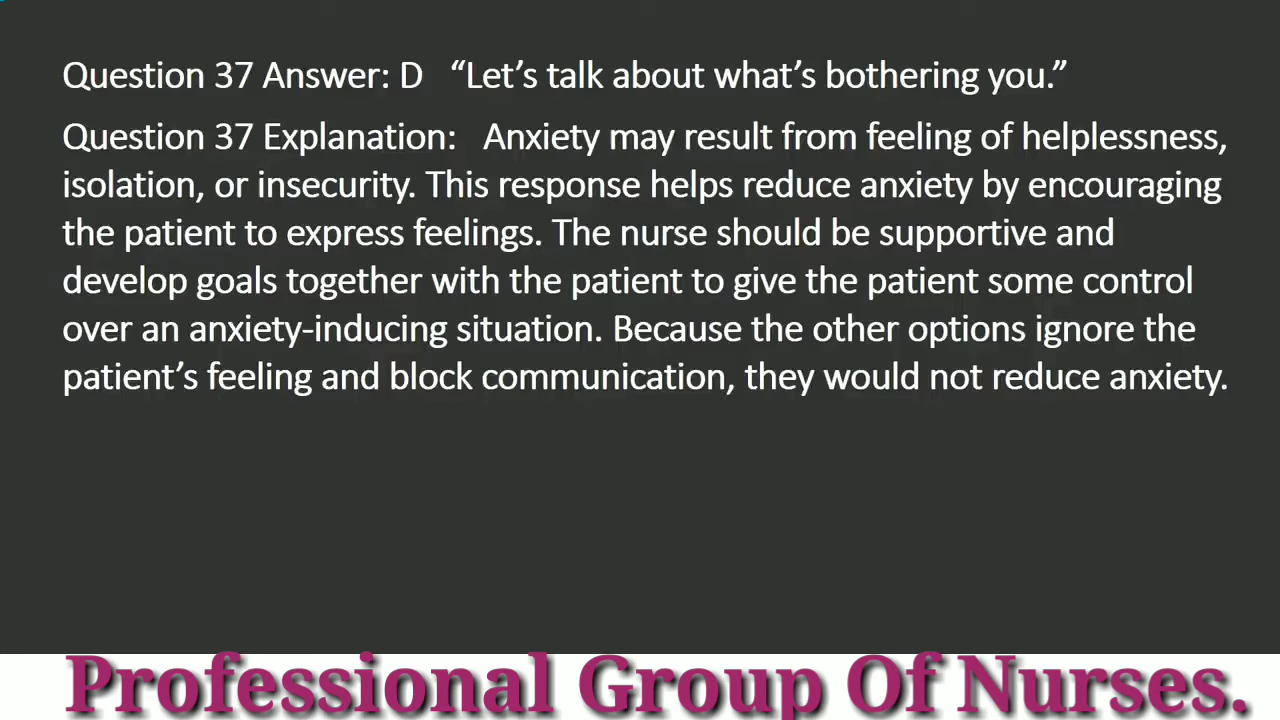 Question 37 Answer: D “Let’s talk about what’s bothering you.”
Question 37 Explanation: Anxiety may result from feeling of helplessness,
isolation, or insecurity. This response helps reduce anxiety by encouraging
the patient to express feelings. The nurse should be supportive and
develop goals together with the patient to give the patient some control
over an anxiety-inducing situation. Because the other options ignore the
patient’s feeling and block communication, they would not reduce anxiety.
Professional Group Of Nurses.